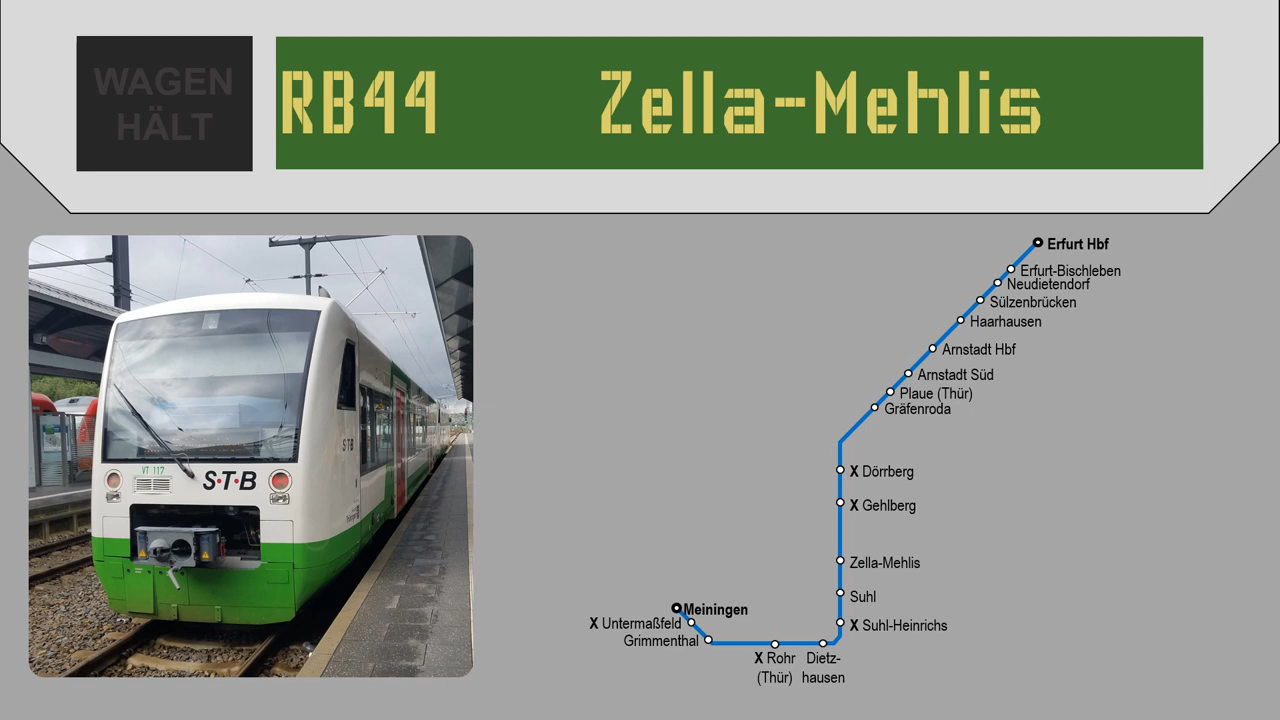 WAGEN
HÄLT
RB44 Zella-Mehlis
VT 117
S·T·B
S·T·B
Erfurt Hbf
Erfurt-Bischleben
Neudietendorf
Sülzenbrücken
Haarhausen
Arnstadt Hbf
Arnstadt Süd
Plaue (Thür)
Gräfenroda
X Dörrberg
X Gehlberg
Zella-Mehlis
Suhl
X Suhl-Heinrichs
Meiningen
X Untermaßfeld
Grimmenthal
X Rohr
(Thür)
Dietz-
hausen